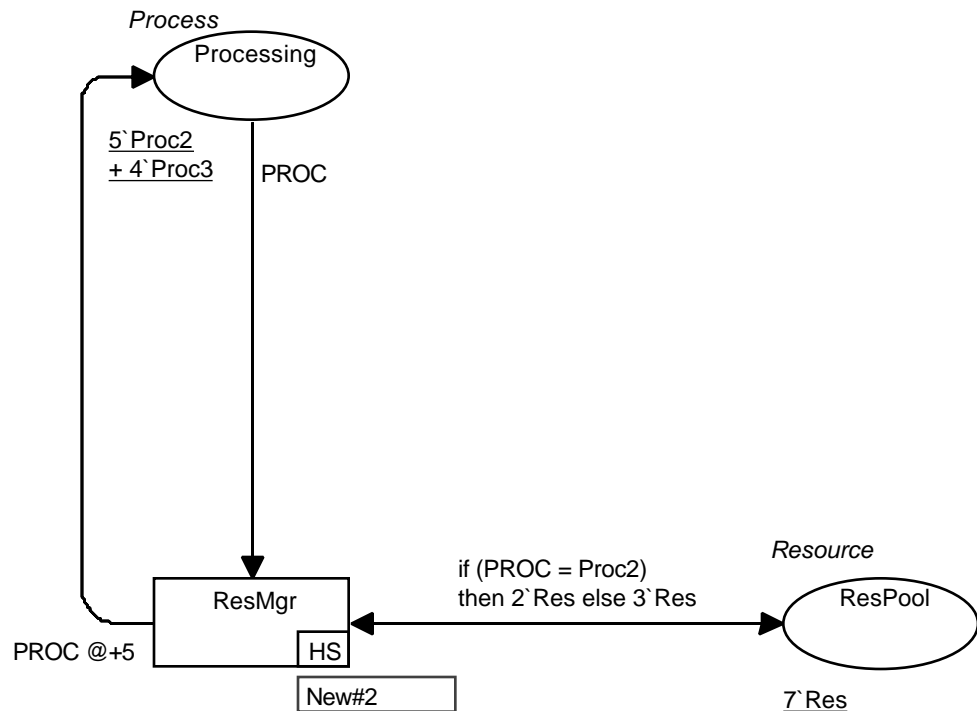 Process
Processing
5`Proc2
+ 4`Proc3
PROC
Resource
if (PROC = Proc2)
then 2`Res else 3`Res
ResMgr
ResPool
PROC @+5
HS
New#2
7`Res